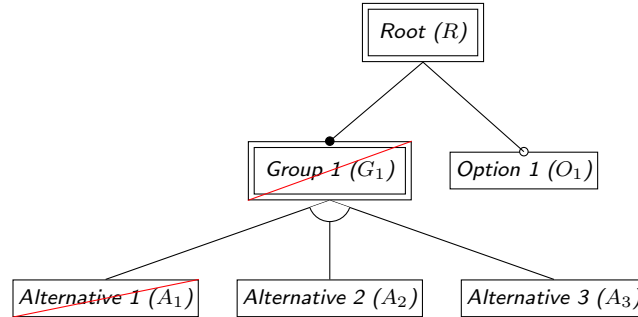 Root (R)
Group 1 (G₁)
Option 1 (O₁)
Alternative 1 (A₁)
Alternative 2 (A₂)
Alternative 3 (A₃)